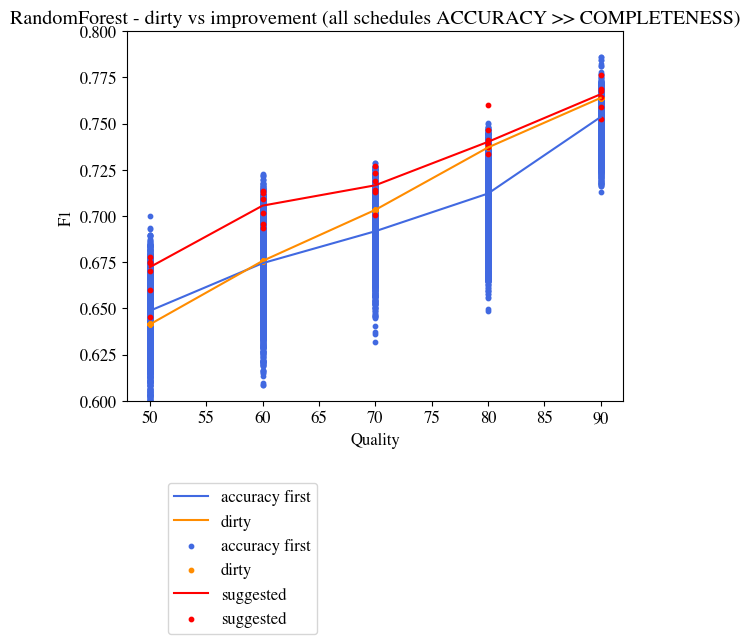 RandomForest - dirty vs improvement (all schedules ACCURACY >> COMPLETENESS)
0.800
0.775
0.750
0.725
0.700
0.675
0.650
0.625
0.600
F1
50 55 60 65 70 75 80 85 90
Quality
accuracy first
dirty
accuracy first
dirty
suggested
suggested